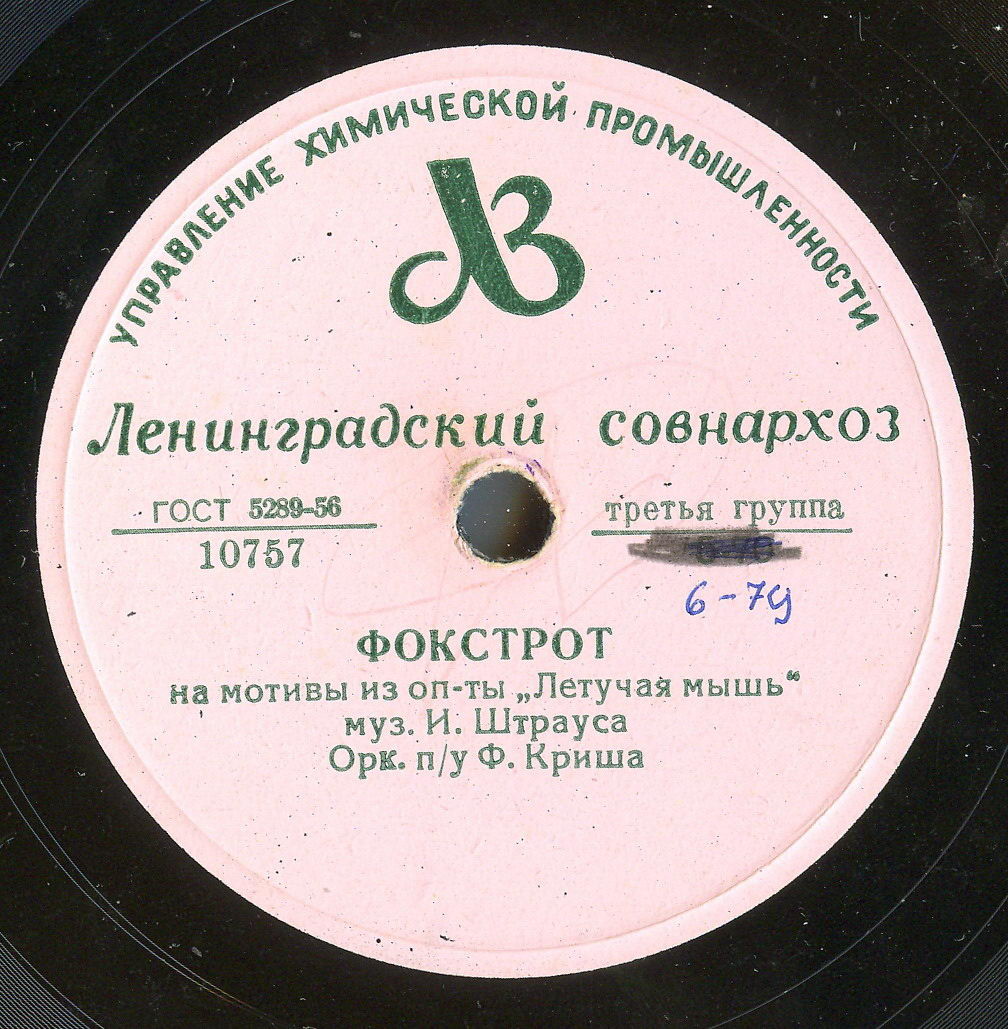 УПРАВЛЕНИЕ ХИМИЧЕСКОЙ ПРОМЫШЛЕННОСТИ
ЛЗ
Ленинградский совнархоз
ГОСТ 5289-56
10757
третья группа
6-7у
ФОКСТРОТ
на мотивы из оп-ты „Летучая мышь“
муз. И. Штрауса
Орк. п/у Ф. Криша